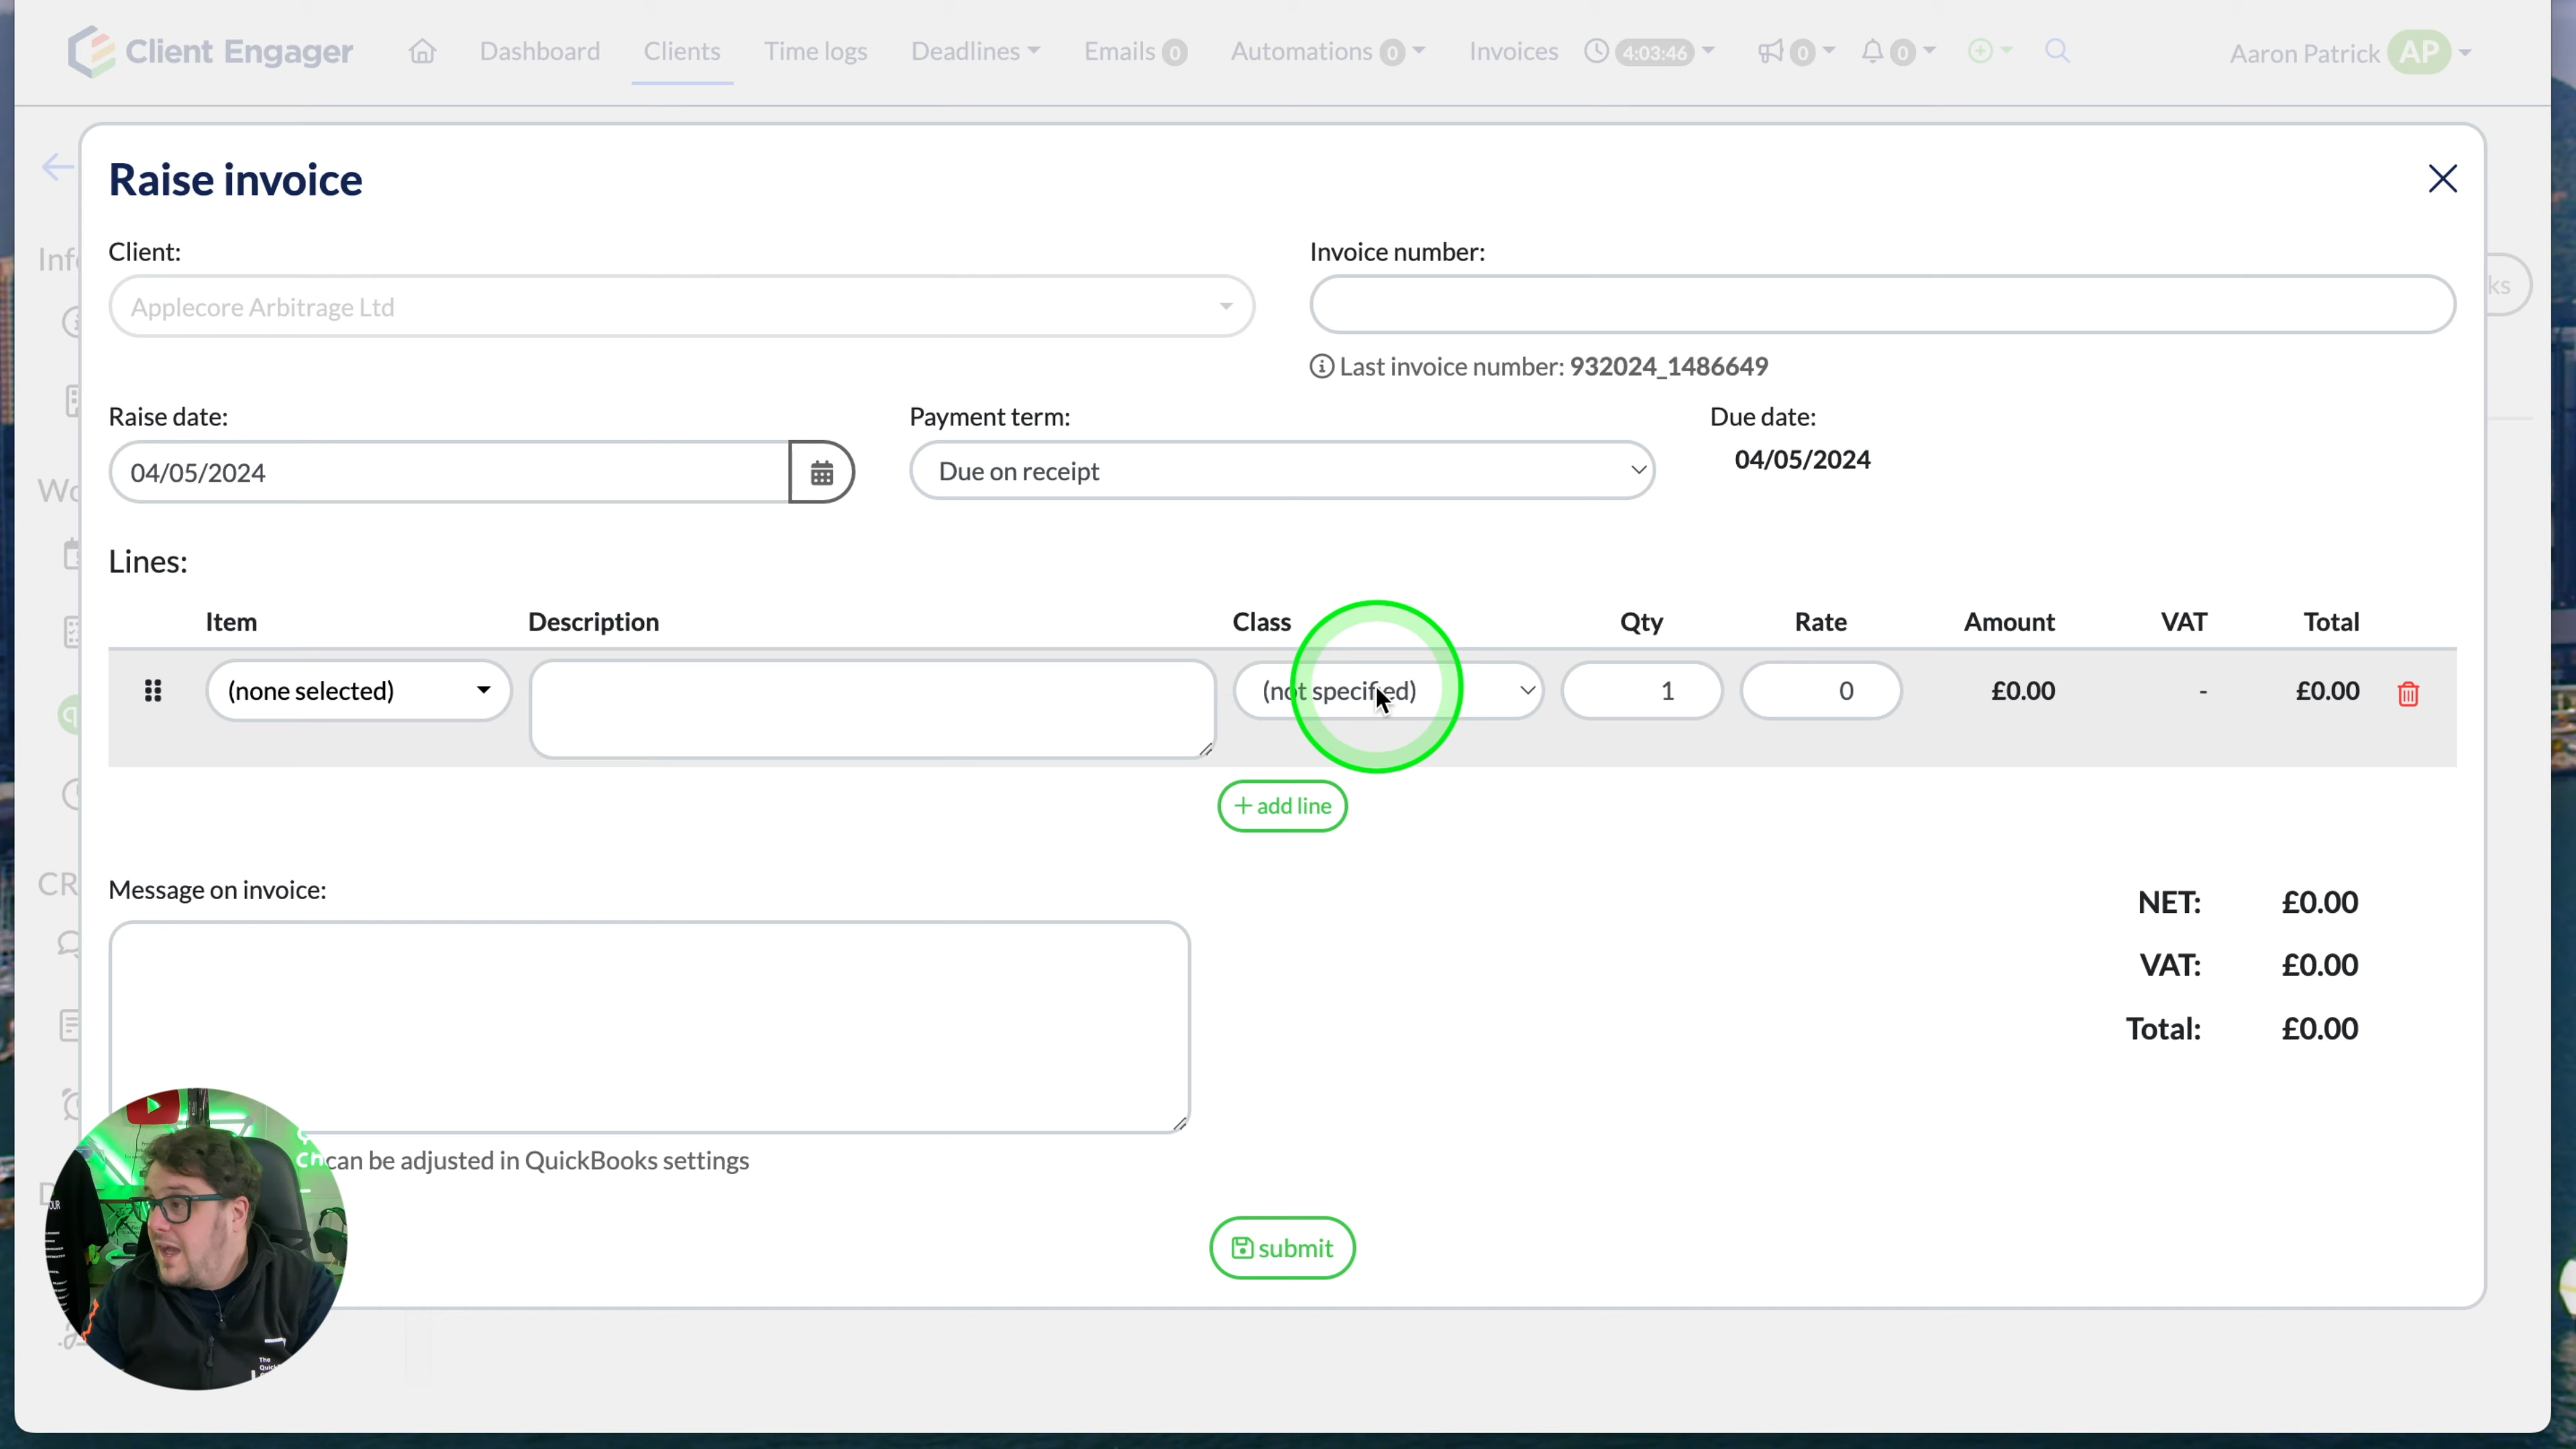 Client Engager Dashboard Clients Time logs Deadlines Emails 0 Automations 0 Invoices 4:03:46 0 0 Aaron Patrick AP
Raise invoice
Client: Invoice number:
Applecore Arbitrage Ltd
Last invoice number: 932024_1486649
Raise date: Payment term: Due date:
04/05/2024 Due on receipt 04/05/2024
Lines:
Item Description Class Qty Rate Amount VAT Total
(none selected) (not specified) 1 0 £0.00 - £0.00
+ add line
Message on invoice:
NET: £0.00
VAT: £0.00
Total: £0.00
can be adjusted in QuickBooks settings
submit